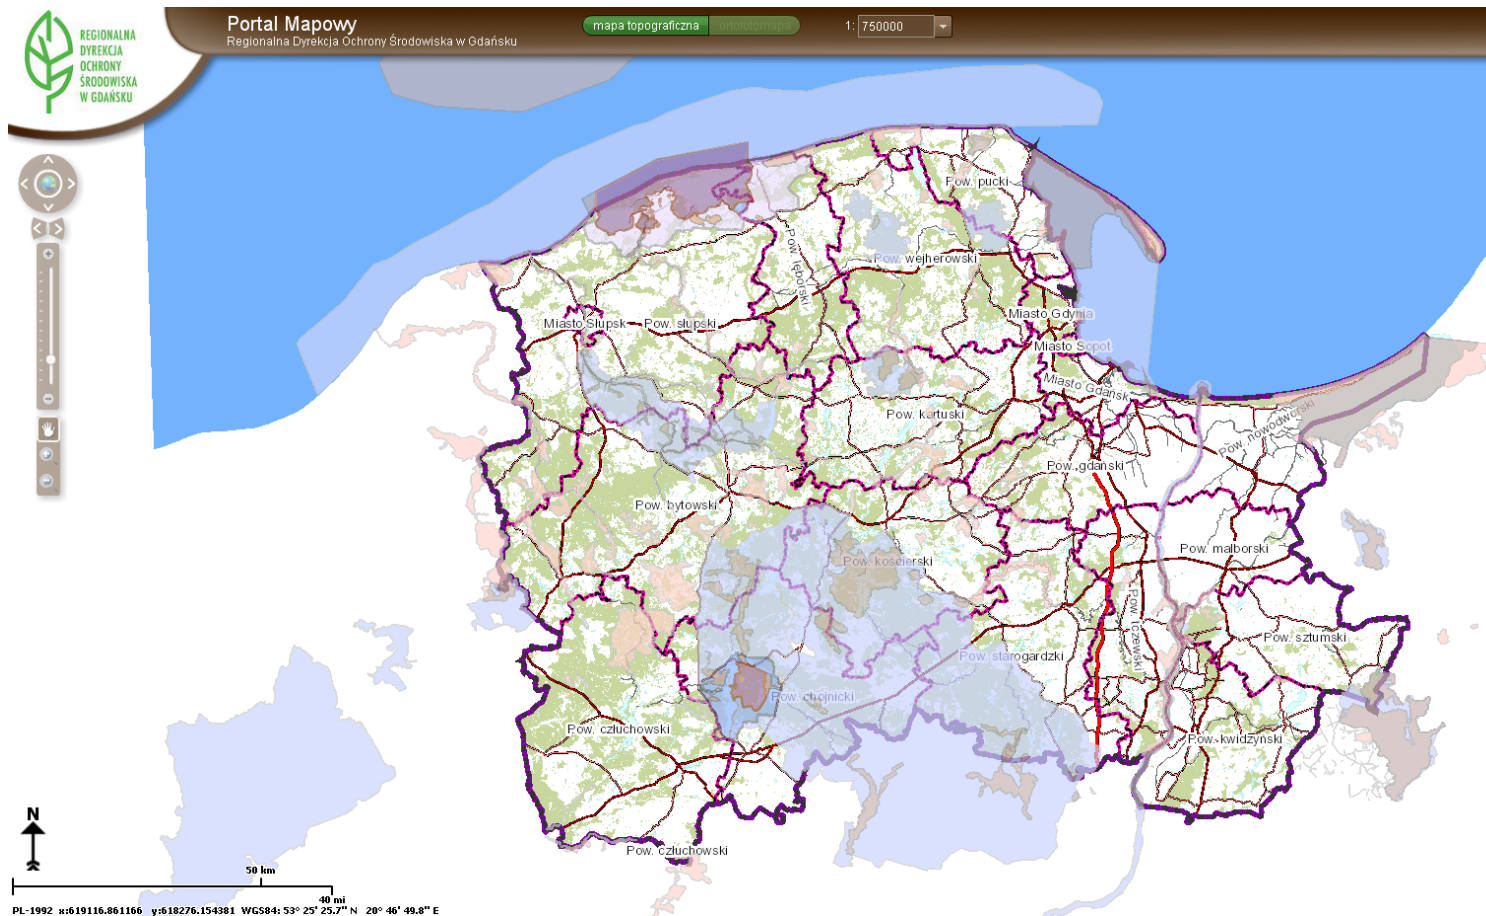 REGIONALNA
DYREKCJA
OCHRONY
ŚRODOWISKA
W GDAŃSKU
Portal Mapowy
Regionalna Dyrekcja Ochrony Środowiska w Gdańsku
mapa topograficzna
ortofotomapa
1: 750000
Pow. pucki
Pow. lęborski
Pow. wejherowski
Miasto Gdynia
Miasto Słupsk
Pow. słupski
Miasto Sopot
Miasto Gdańsk
Pow. kartuski
Pow. nowodworski
Pow. gdański
Pow. bytowski
Pow. malborski
Pow. kościerski
Pow. tczewski
Pow. sztumski
Pow. starogardzki
Pow. chojnicki
Pow. człuchowski
Pow. kwidzyński
Pow. człuchowski
N
50 km
40 mi
PL-1992 x:619116.861166 y:618276.154381 WGS84: 53° 25' 25.7" N 20° 46' 49.8" E